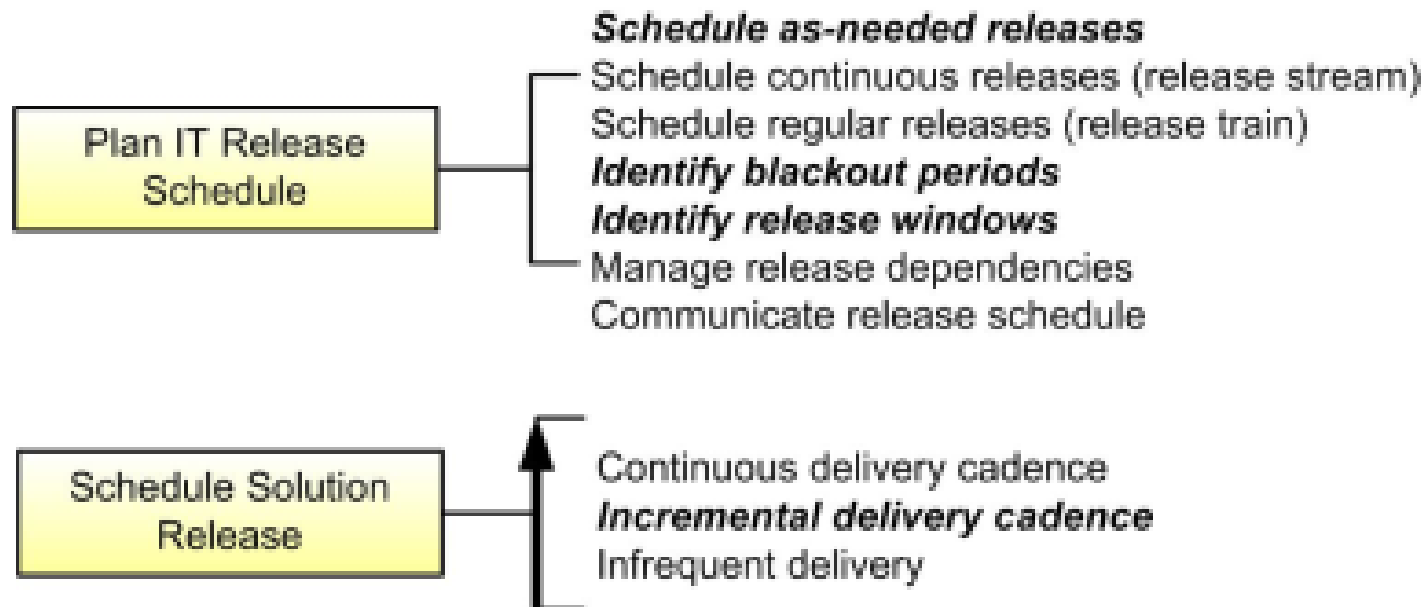 Plan IT Release
Schedule
Schedule as-needed releases
Schedule continuous releases (release stream)
Schedule regular releases (release train)
Identify blackout periods
Identify release windows
Manage release dependencies
Communicate release schedule
Schedule Solution
Release
Continuous delivery cadence
Incremental delivery cadence
Infrequent delivery